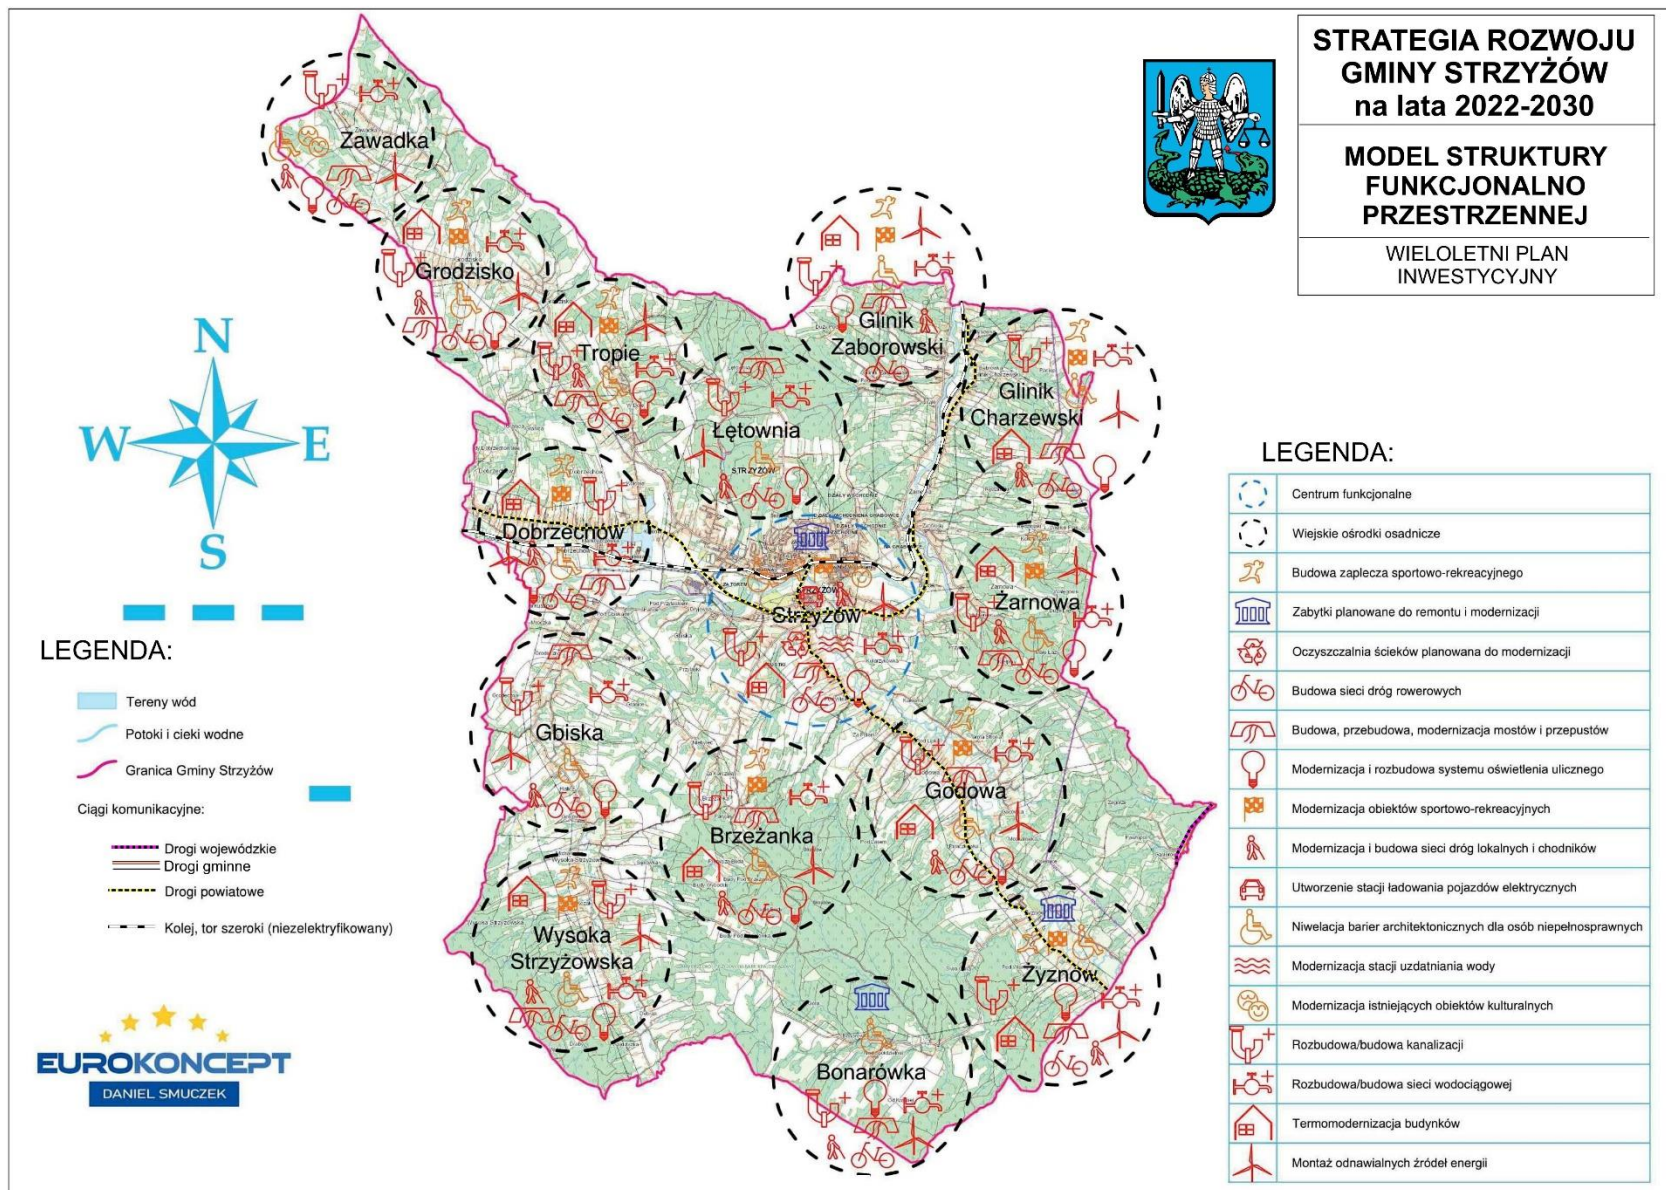 STRATEGIA ROZWOJU
GMINY STRZYŻÓW
na lata 2022-2030
MODEL STRUKTURY
FUNKCJONALNO
PRZESTRZENNEJ
WIELOLETNI PLAN
INWESTYCYJNY
N
W
E
S
Zawadka
Grodzisko
Tropie
Glinik
Zaborowski
Glinik
Charzewski
Łętownia
STRZYŻÓW
Dobrzechów
Strzyżów
Żarnowa
Gbiska
Godowa
Brzeżanka
Wysoka
Strzyżowska
Żyznów
Bonarówka
LEGENDA:
Tereny wód
Potoki i cieki wodne
Granica Gminy Strzyżów
Ciągi komunikacyjne:
Drogi wojewódzkie
Drogi gminne
Drogi powiatowe
Kolej, tor szeroki (niezelektryfikowany)
EUROKONCEPT
DANIEL SMUCZEK
LEGENDA:
Centrum funkcjonalne
Wiejskie ośrodki osadnicze
Budowa zaplecza sportowo-rekreacyjnego
Zabytki planowane do remontu i modernizacji
Oczyszczalnia ścieków planowana do modernizacji
Budowa sieci dróg rowerowych
Budowa, przebudowa, modernizacja mostów i przepustów
Modernizacja i rozbudowa systemu oświetlenia ulicznego
Modernizacja obiektów sportowo-rekreacyjnych
Modernizacja i budowa sieci dróg lokalnych i chodników
Utworzenie stacji ładowania pojazdów elektrycznych
Niwelacja barier architektonicznych dla osób niepełnosprawnych
Modernizacja stacji uzdatniania wody
Modernizacja istniejących obiektów kulturalnych
Rozbudowa/budowa kanalizacji
Rozbudowa/budowa sieci wodociągowej
Termomodernizacja budynków
Montaż odnawialnych źródeł energii